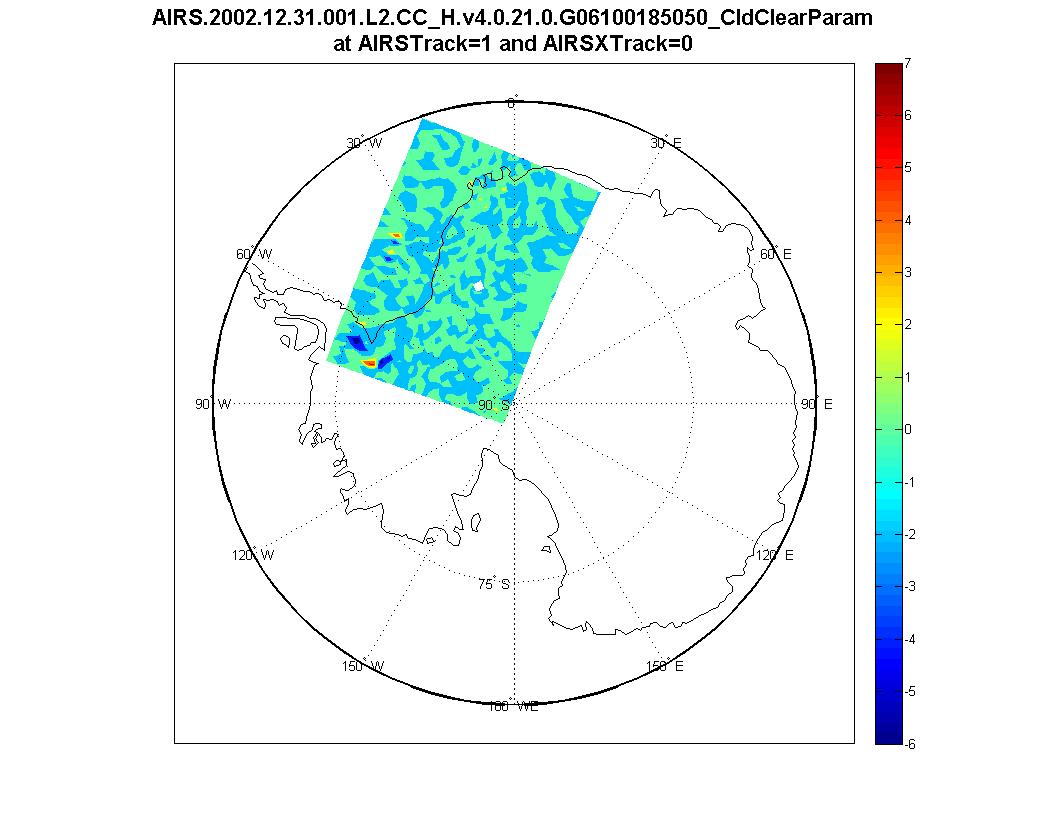 AIRS.2002.12.31.001.L2.CC_H.v4.0.21.0.G06100185050_CldClearParam
at AIRSTrack=1 and AIRSXTrack=0
7
6
5
4
3
2
1
0
-1
-2
-3
-4
-5
-6
0°
30° W
30° E
60° W
60° E
90° W
90° S
90° E
120° W
120° E
75° S
150° W
150° E
180° WE